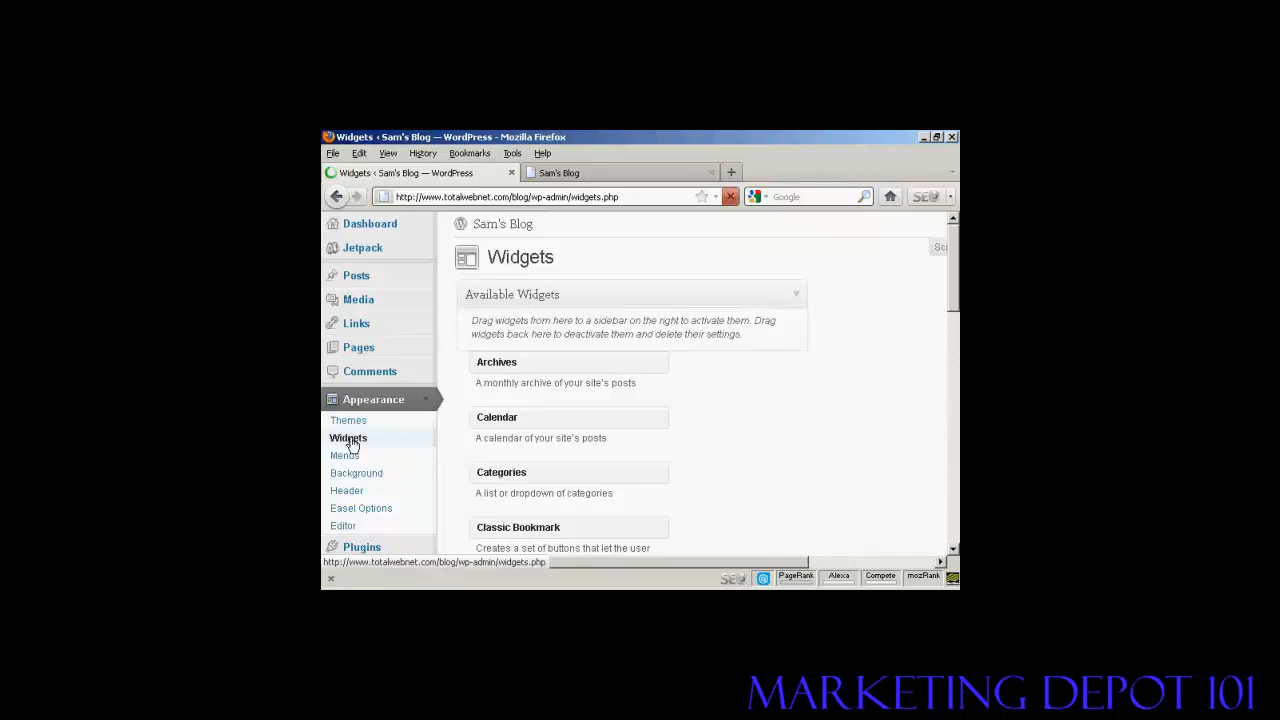 Widgets ‹ Sam's Blog — WordPress - Mozilla Firefox
File Edit View History Bookmarks Tools Help
Widgets ‹ Sam's Blog — WordPress
Sam's Blog
http://www.totalwebnet.com/blog/wp-admin/widgets.php
Google
SE
Dashboard
Jetpack
Posts
Media
Links
Pages
Comments
Appearance
Themes
Widgets
Menus
Background
Header
Easel Options
Editor
Plugins
Sam's Blog
Scr
Widgets
Available Widgets
Drag widgets from here to a sidebar on the right to activate them. Drag
widgets back here to deactivate them and delete their settings.
Archives
A monthly archive of your site's posts
Calendar
A calendar of your site's posts
Categories
A list or dropdown of categories
Classic Bookmark
Creates a set of buttons that let the user
http://www.totalwebnet.com/blog/wp-admin/widgets.php
SE PageRank Alexa Compete mozRank
MARKETING DEPOT 101